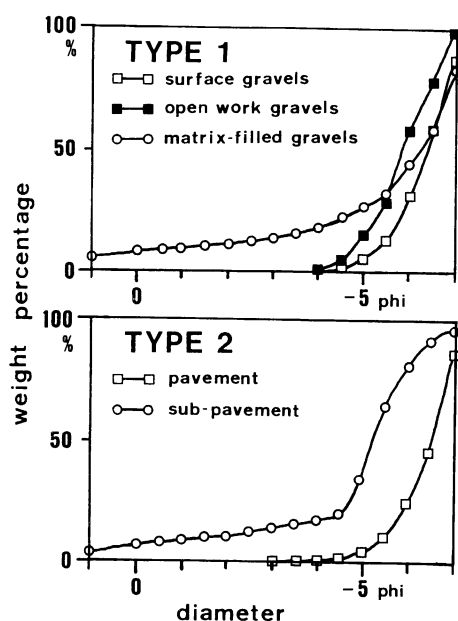 100
%
TYPE 1
surface gravels
open work gravels
matrix-filled gravels
50
0
0
-5 phi
weight percentage
100
%
TYPE 2
pavement
sub-pavement
50
0
0
-5 phi
diameter